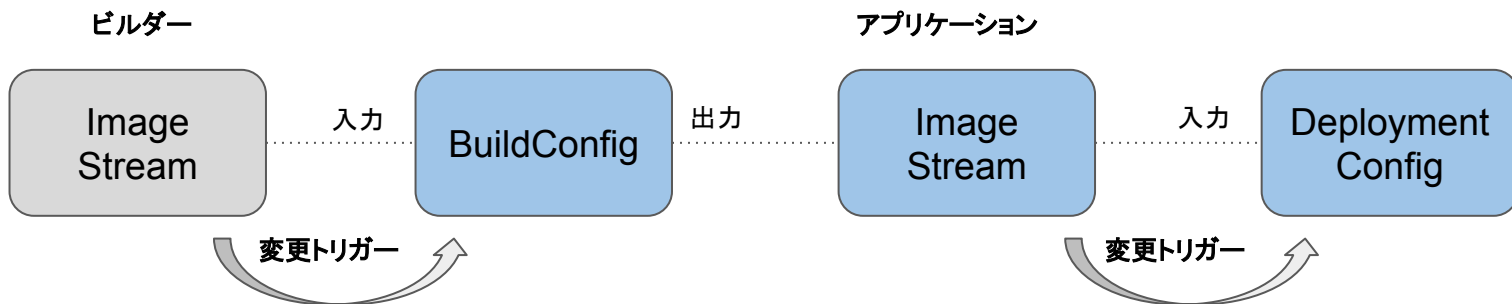 ビルダー
アプリケーション
Image
Stream
入力
BuildConfig
出力
Image
Stream
入力
Deployment
Config
変更トリガー
変更トリガー